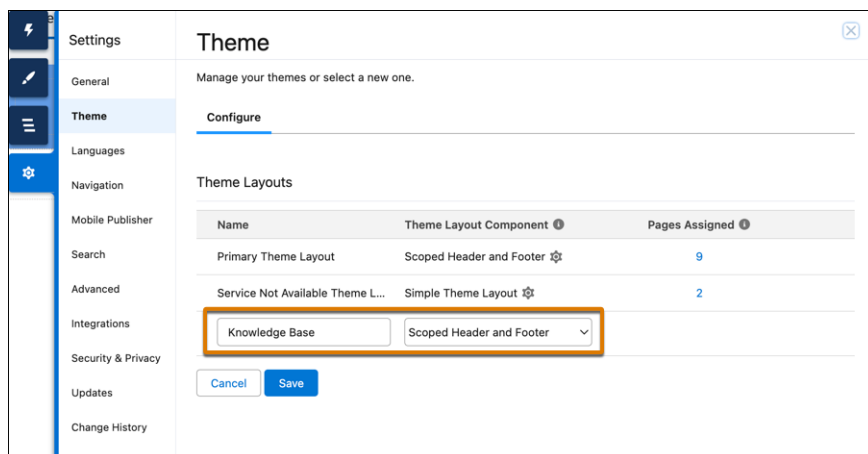 Settings
Theme
General
Manage your themes or select a new one.
Theme
Configure
Languages
Navigation
Theme Layouts
Mobile Publisher
Name Theme Layout Component Pages Assigned
Search
Primary Theme Layout Scoped Header and Footer 9
Advanced
Service Not Available Theme L... Simple Theme Layout 2
Integrations
Knowledge Base Scoped Header and Footer
Security & Privacy
Cancel Save
Updates
Change History